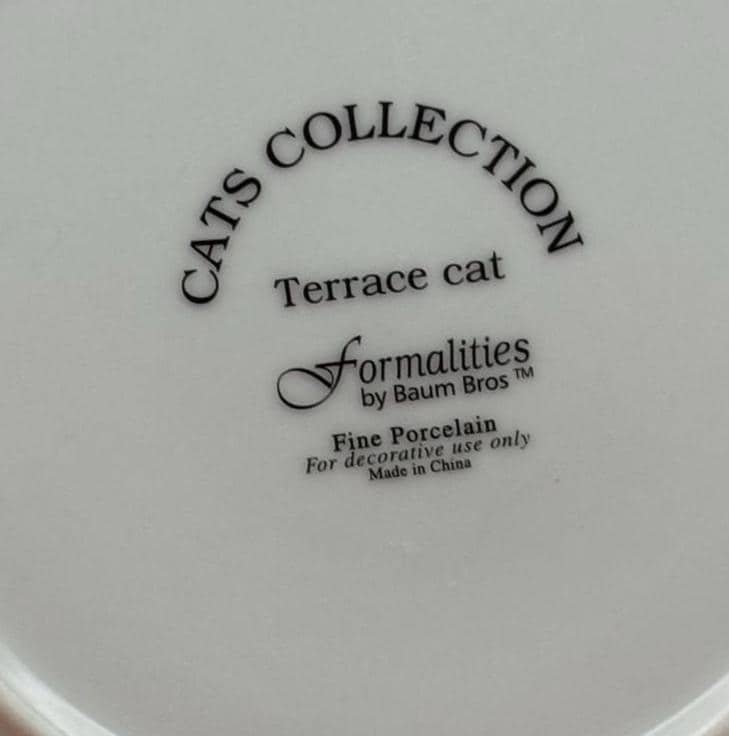 CATS COLLECTION
Terrace cat
Formalities
by Baum Bros ™
Fine Porcelain
For decorative use only
Made in China